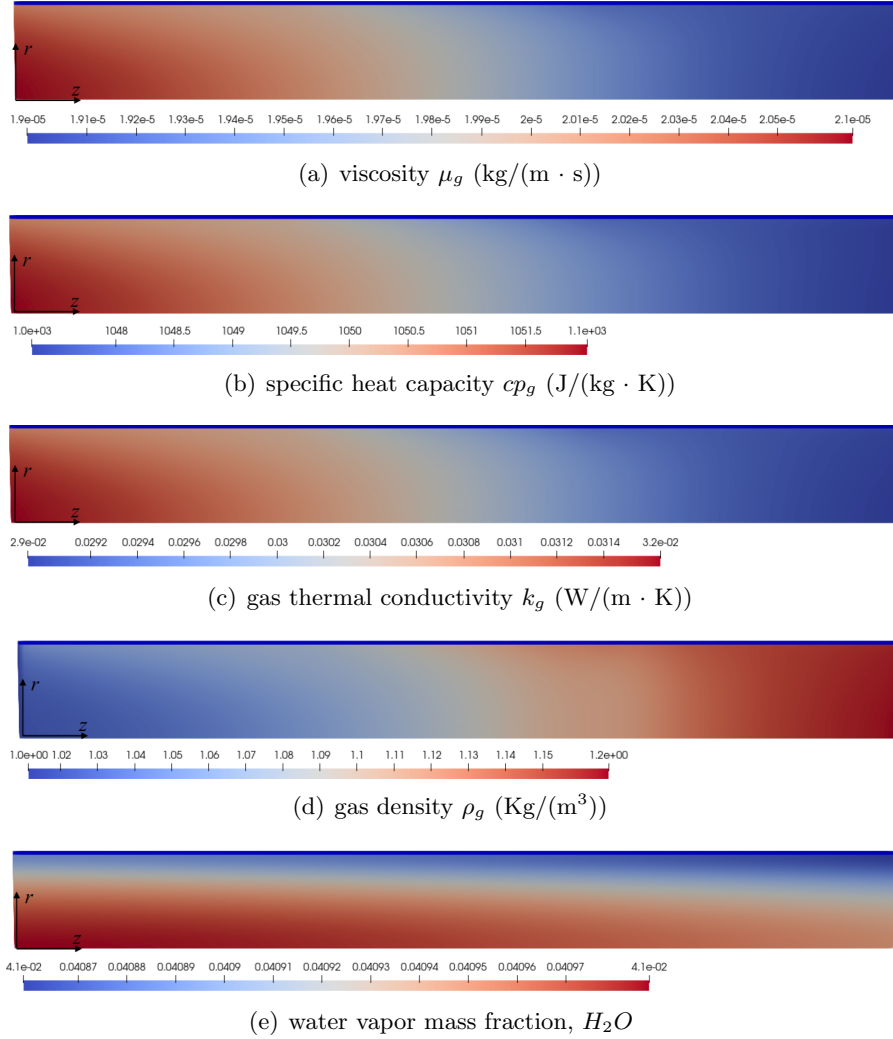 r
z
1.9e-05 1.91e-5 1.92e-5 1.93e-5 1.94e-5 1.95e-5 1.96e-5 1.97e-5 1.98e-5 1.99e-5 2e-5 2.01e-5 2.02e-5 2.03e-5 2.04e-5 2.05e-5 2.1e-05
(a) viscosity μg (kg/(m · s))
r
z
1.0e+03 1048 1048.5 1049 1049.5 1050 1050.5 1051 1051.5 1.1e+03
(b) specific heat capacity cpg (J/(kg · K))
r
z
2.9e-02 0.0292 0.0294 0.0296 0.0298 0.03 0.0302 0.0304 0.0306 0.0308 0.031 0.0312 0.0314 3.2e-02
(c) gas thermal conductivity kg (W/(m · K))
r
z
1.0e+00 1.02 1.03 1.04 1.05 1.06 1.07 1.08 1.09 1.1 1.11 1.12 1.13 1.14 1.15 1.2e+00
(d) gas density ρg (Kg/(m³))
r
z
4.1e-02 0.04087 0.04088 0.04089 0.0409 0.04091 0.04092 0.04093 0.04094 0.04095 0.04096 0.04097 4.1e-02
(e) water vapor mass fraction, H2O